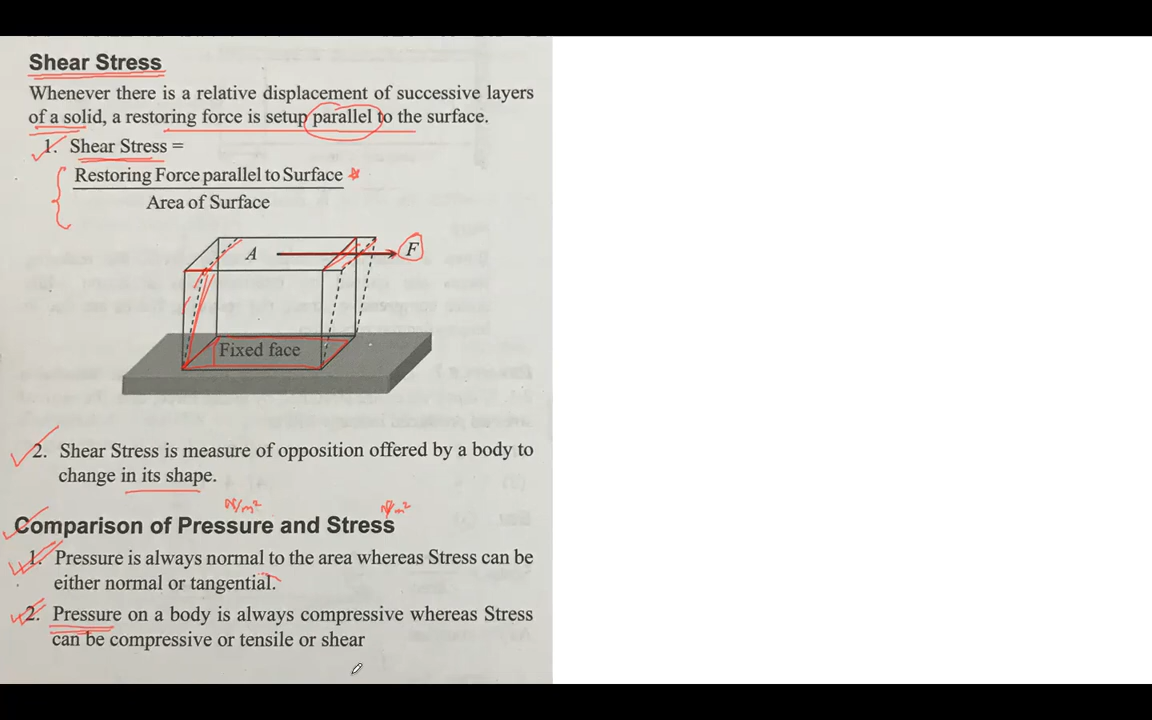 Shear Stress
Whenever there is a relative displacement of successive layers
of a solid, a restoring force is setup parallel to the surface.
1. Shear Stress =
Restoring Force parallel to Surface
Area of Surface
A
F
Fixed face
2. Shear Stress is measure of opposition offered by a body to
change in its shape.
N/m²
N/m²
Comparison of Pressure and Stress
1. Pressure is always normal to the area whereas Stress can be
either normal or tangential.
2. Pressure on a body is always compressive whereas Stress
can be compressive or tensile or shear